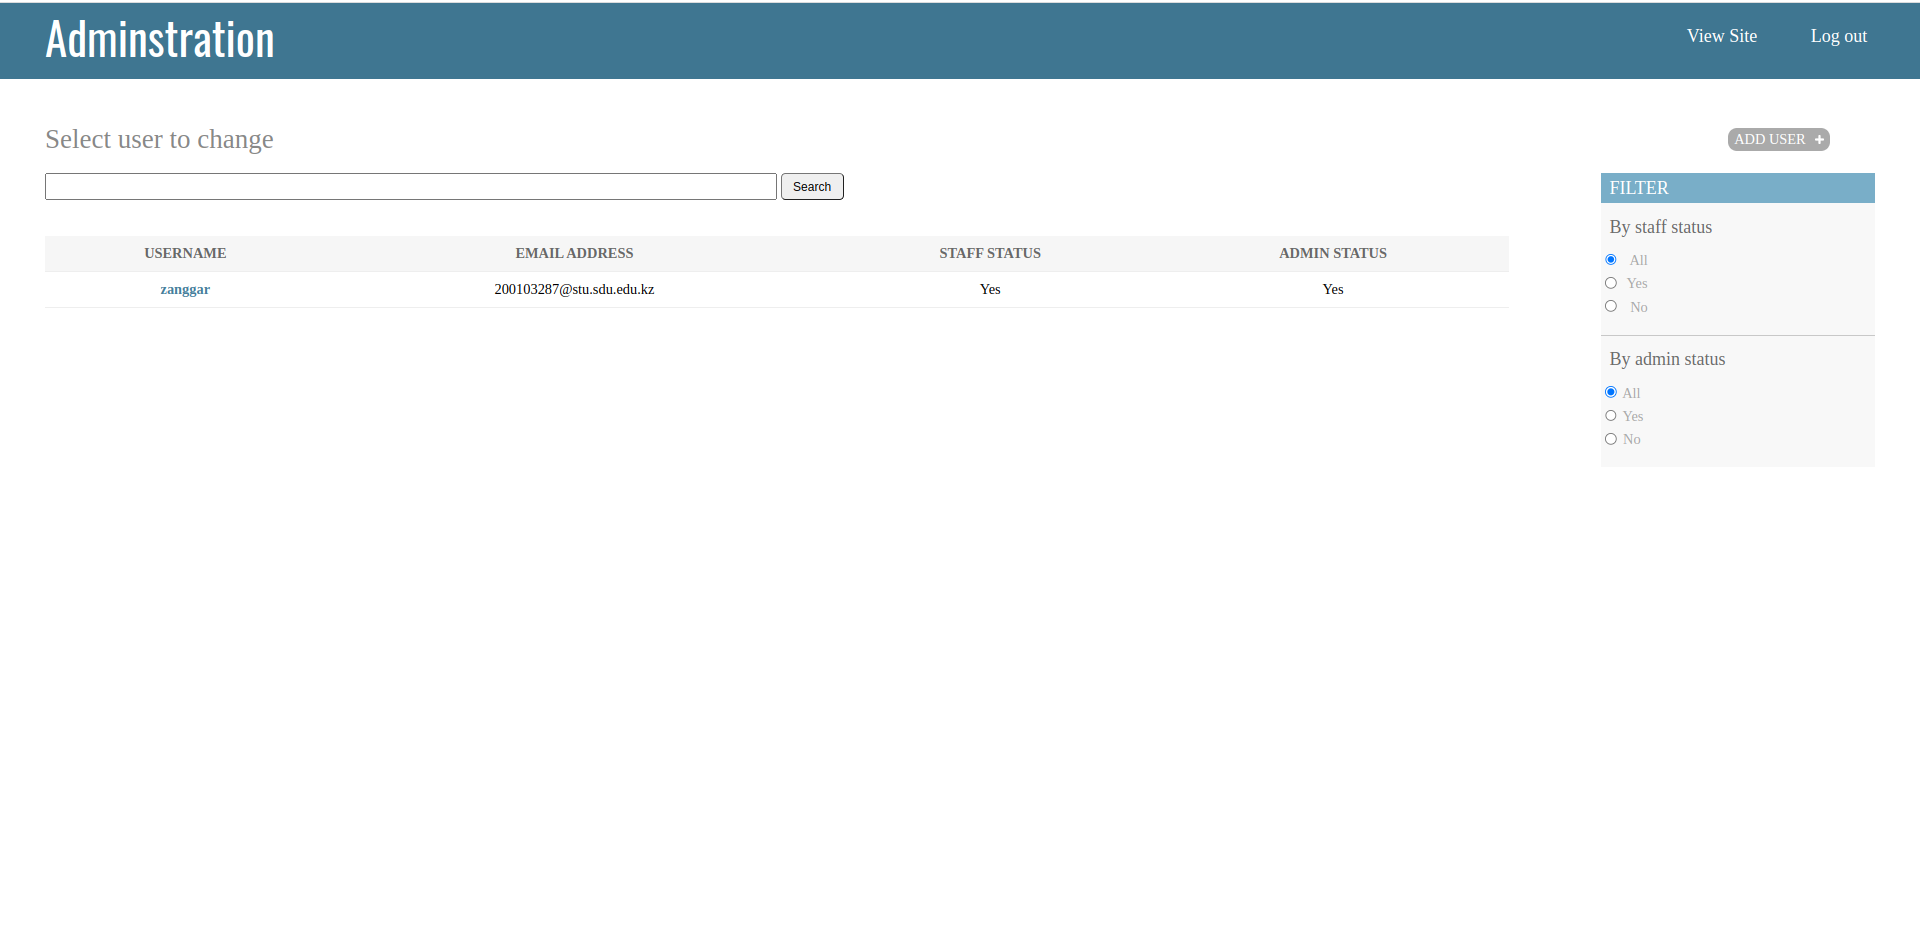 Adminstration
View Site
Log out
Select user to change
ADD USER +
Search
FILTER
USERNAME EMAIL ADDRESS STAFF STATUS ADMIN STATUS
zanggar 200103287@stu.sdu.edu.kz Yes Yes
By staff status
All
Yes
No
By admin status
All
Yes
No